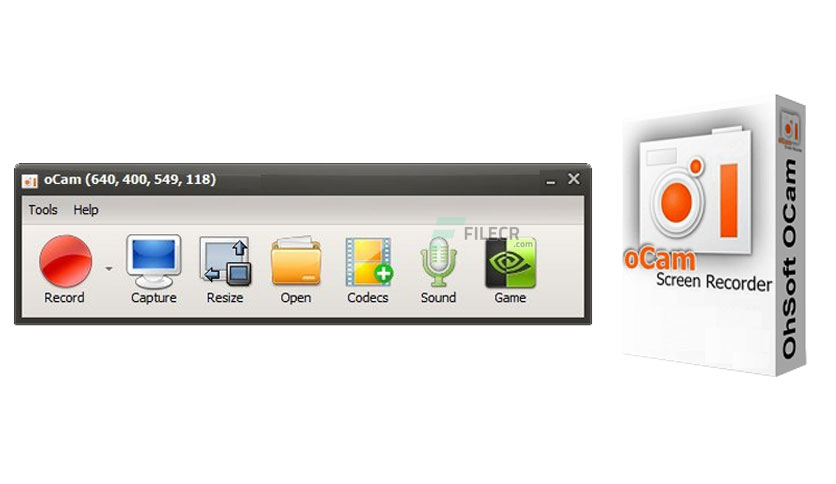 oCam (640, 400, 549, 118)
Tools Help
FILECR
.com
Record Capture Resize Open Codecs Sound Game
oCam
Screen Recorder
OhSoft OCam